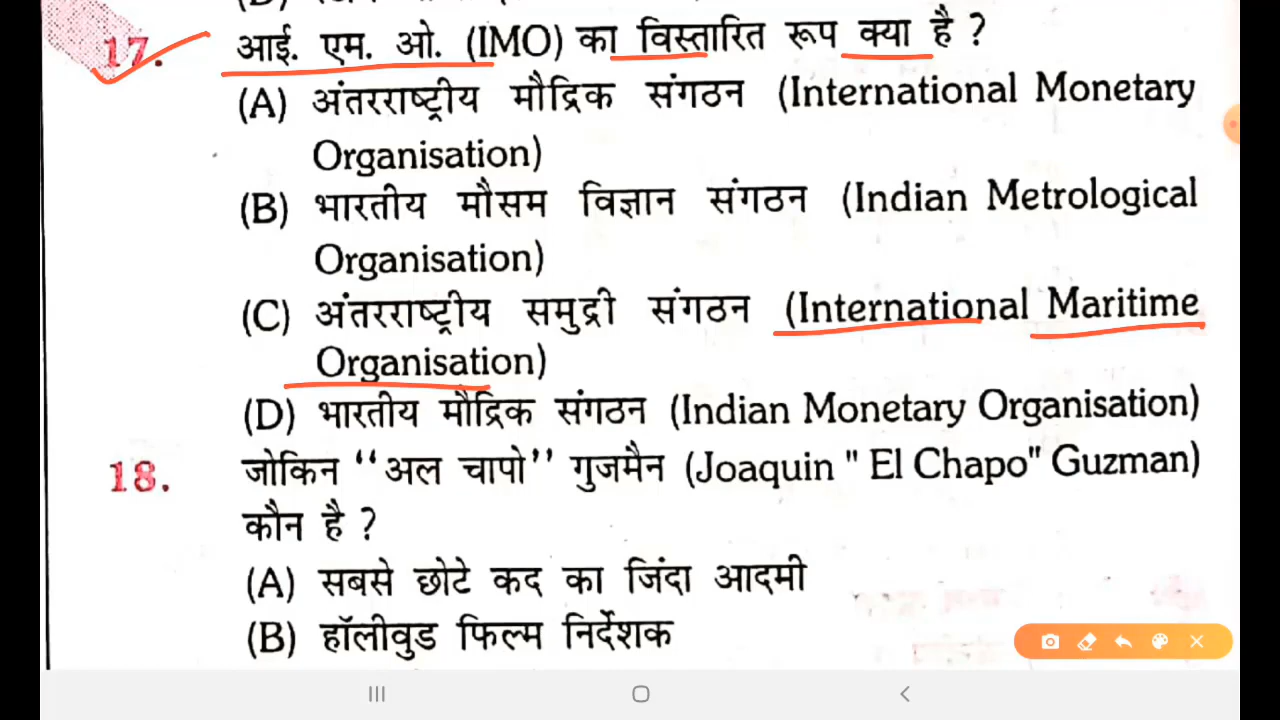 17. आई. एम. ओ. (IMO) का विस्तारित रूप क्या है ?
(A) अंतरराष्ट्रीय मौद्रिक संगठन (International Monetary
Organisation)
(B) भारतीय मौसम विज्ञान संगठन (Indian Metrological
Organisation)
(C) अंतरराष्ट्रीय समुद्री संगठन (International Maritime
Organisation)
(D) भारतीय मौद्रिक संगठन (Indian Monetary Organisation)
18. जोकिन “अल चापो” गुजमैन (Joaquin " El Chapo" Guzman)
कौन है ?
(A) सबसे छोटे कद का जिंदा आदमी
(B) हॉलीवुड फिल्म निर्देशक